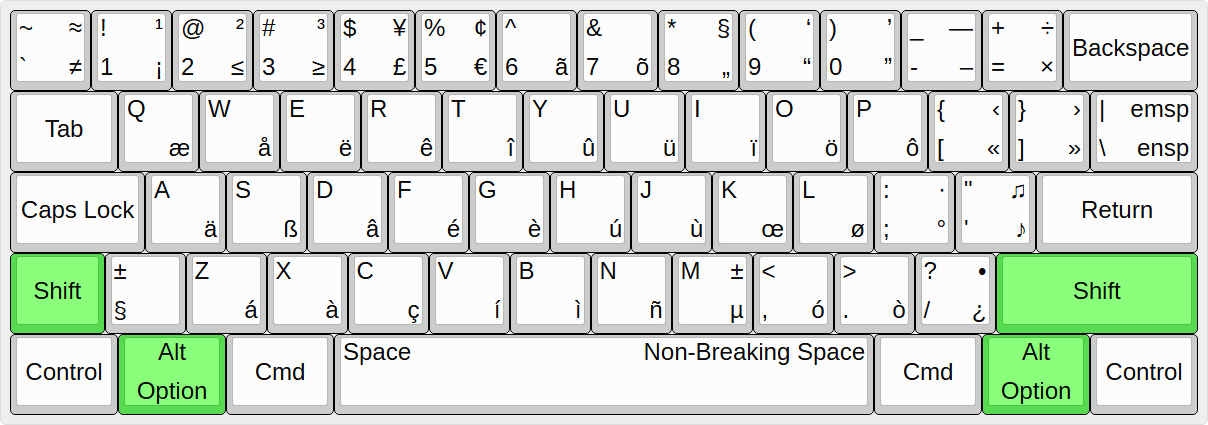 ~ ≈ ! ¹ @ ² # ³ $ ¥ % ¢ ^ & * § ( ‘ ) ’ _ — + ÷ Backspace
` ≠ 1 ¡ 2 ≤ 3 ≥ 4 £ 5 € 6 ã 7 õ 8 „ 9 “ 0 ” - – = ×
Tab Q W E R T Y U I O P { ‹ } › | emsp
æ å ë ê î û ü ï ö ô [ « ] » \ ensp
Caps Lock A S D F G H J K L : · " ♫ Return
ä ß â é è ú ù œ ø ; ° ' ♪
Shift ± Z X C V B N M ± < > ? • Shift
§ á à ç í ì ñ µ , ó . ò / ¿
Control Alt Cmd Space Non-Breaking Space Cmd Alt Control
Option Option